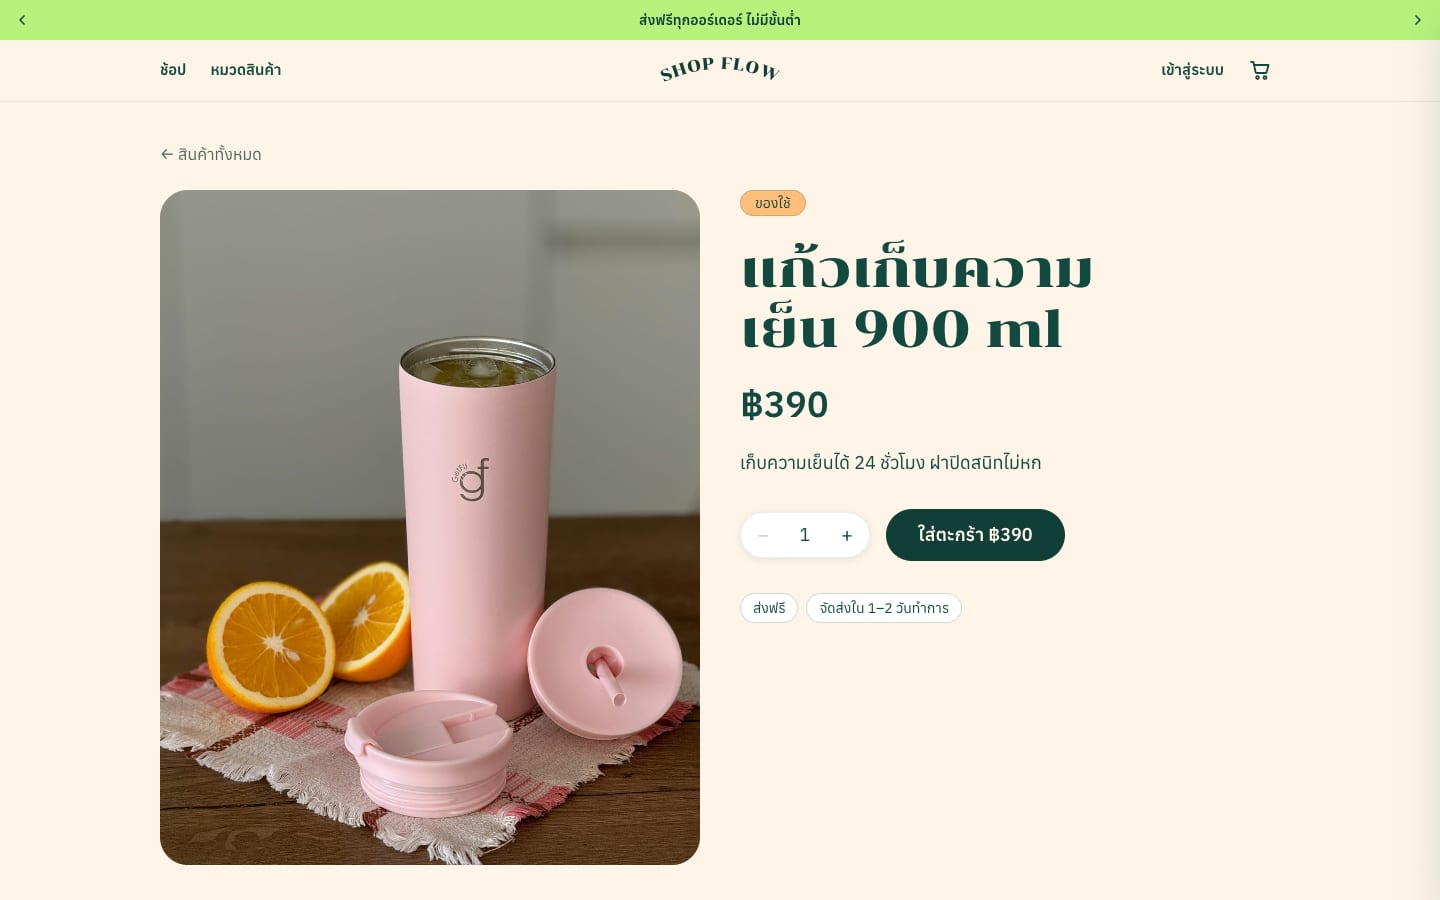 ส่งฟรีทุกออร์เดอร์ ไม่มีขั้นต่ำ
ช้อป หมวดสินค้า SHOP FLOW เข้าสู่ระบบ
← สินค้าทั้งหมด
ของใช้
แก้วเก็บความ
เย็น 900 ml
฿390
เก็บความเย็นได้ 24 ชั่วโมง ฝาปิดสนิทไม่หก
− 1 + ใส่ตะกร้า ฿390
ส่งฟรี จัดส่งใน 1–2 วันทำการ
gf